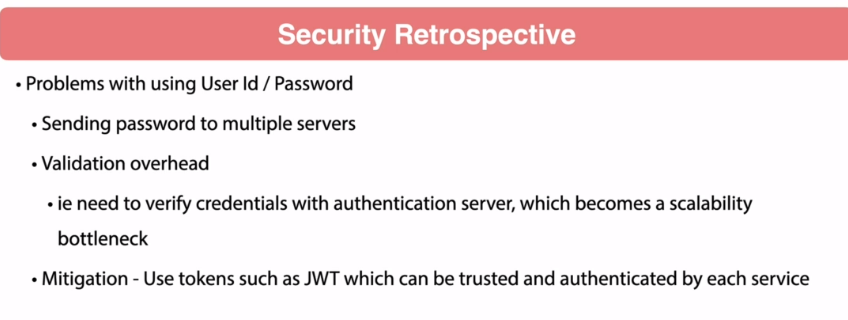 Security Retrospective
• Problems with using User Id / Password
• Sending password to multiple servers
• Validation overhead
• ie need to verify credentials with authentication server, which becomes a scalability
bottleneck
• Mitigation - Use tokens such as JWT which can be trusted and authenticated by each service